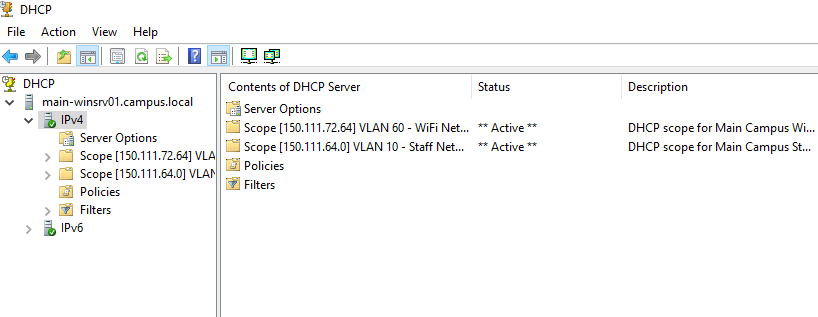 DHCP
File Action View Help
DHCP
main-winsrv01.campus.local
IPv4
Server Options
Scope [150.111.72.64] VLA
Scope [150.111.64.0] VLAN
Policies
Filters
IPv6
Contents of DHCP Server Status Description
Server Options
Scope [150.111.72.64] VLAN 60 - WiFi Net... ** Active ** DHCP scope for Main Campus Wi...
Scope [150.111.64.0] VLAN 10 - Staff Net... ** Active ** DHCP scope for Main Campus St...
Policies
Filters